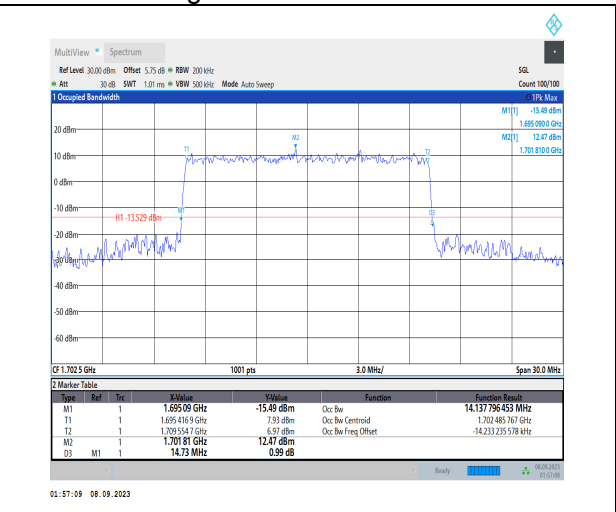 MultiView Spectrum
Ref Level 30.00 dBm Offset 5.75 dB RBW 200 kHz SGL
Att 30 dB SWT 1.01 ms VBW 500 kHz Mode Auto Sweep Count 100/100
1 Occupied Bandwidth 1Pk Max
M1[1] -15.49 dBm
1.695 090 0 GHz
M2[1] 12.47 dBm
1.701 810 0 GHz
20 dBm
M2
T1
T2
10 dBm
0 dBm
-10 dBm
M1
D3
H1 -13.529 dBm
-20 dBm
-30 dBm
-40 dBm
-50 dBm
-60 dBm
CF 1.702 5 GHz 1001 pts 3.0 MHz/ Span 30.0 MHz
2 Marker Table
Type Ref Trc X-Value Y-Value Function Function Result
M1 1 1.695 09 GHz -15.49 dBm Occ Bw 14.137 796 453 MHz
T1 1 1.695 416 9 GHz 7.93 dBm Occ Bw Centroid 1.702 485 767 GHz
T2 1 1.709 554 7 GHz 6.97 dBm Occ Bw Freq Offset -14.233 235 578 kHz
M2 1 1.701 81 GHz 12.47 dBm
D3 M1 1 14.73 MHz 0.99 dB
Ready 08.09.2023
01:57:08
01:57:09 08.09.2023